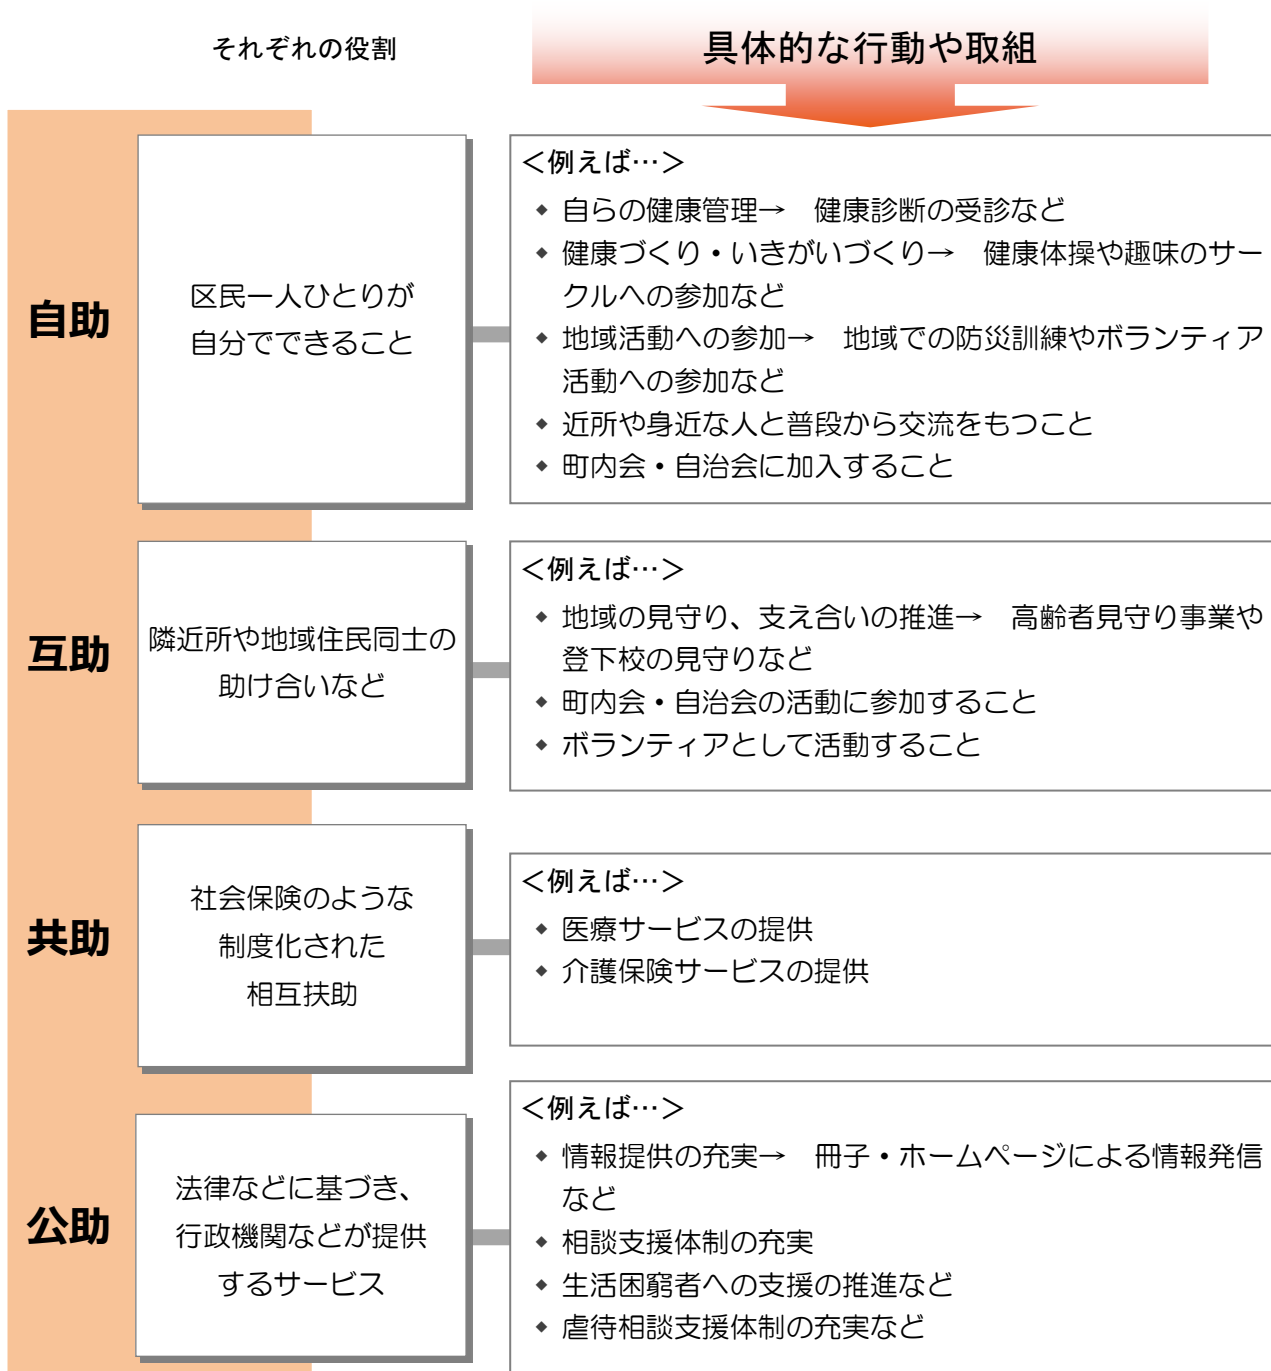 それぞれの役割
具体的な行動や取組
自助
区民一人ひとりが
自分でできること
＜例えば…＞
◆ 自らの健康管理→　健康診断の受診など
◆ 健康づくり・いきがいづくり→　健康体操や趣味のサー
クルへの参加など
◆ 地域活動への参加→　地域での防災訓練やボランティア
活動への参加など
◆ 近所や身近な人と普段から交流をもつこと
◆ 町内会・自治会に加入すること
互助
隣近所や地域住民同士の
助け合いなど
＜例えば…＞
◆ 地域の見守り、支え合いの推進→　高齢者見守り事業や
登下校の見守りなど
◆ 町内会・自治会の活動に参加すること
◆ ボランティアとして活動すること
共助
社会保険のような
制度化された
相互扶助
＜例えば…＞
◆ 医療サービスの提供
◆ 介護保険サービスの提供
公助
法律などに基づき、
行政機関などが提供
するサービス
＜例えば…＞
◆ 情報提供の充実→　冊子・ホームページによる情報発信
など
◆ 相談支援体制の充実
◆ 生活困窮者への支援の推進など
◆ 虐待相談支援体制の充実など